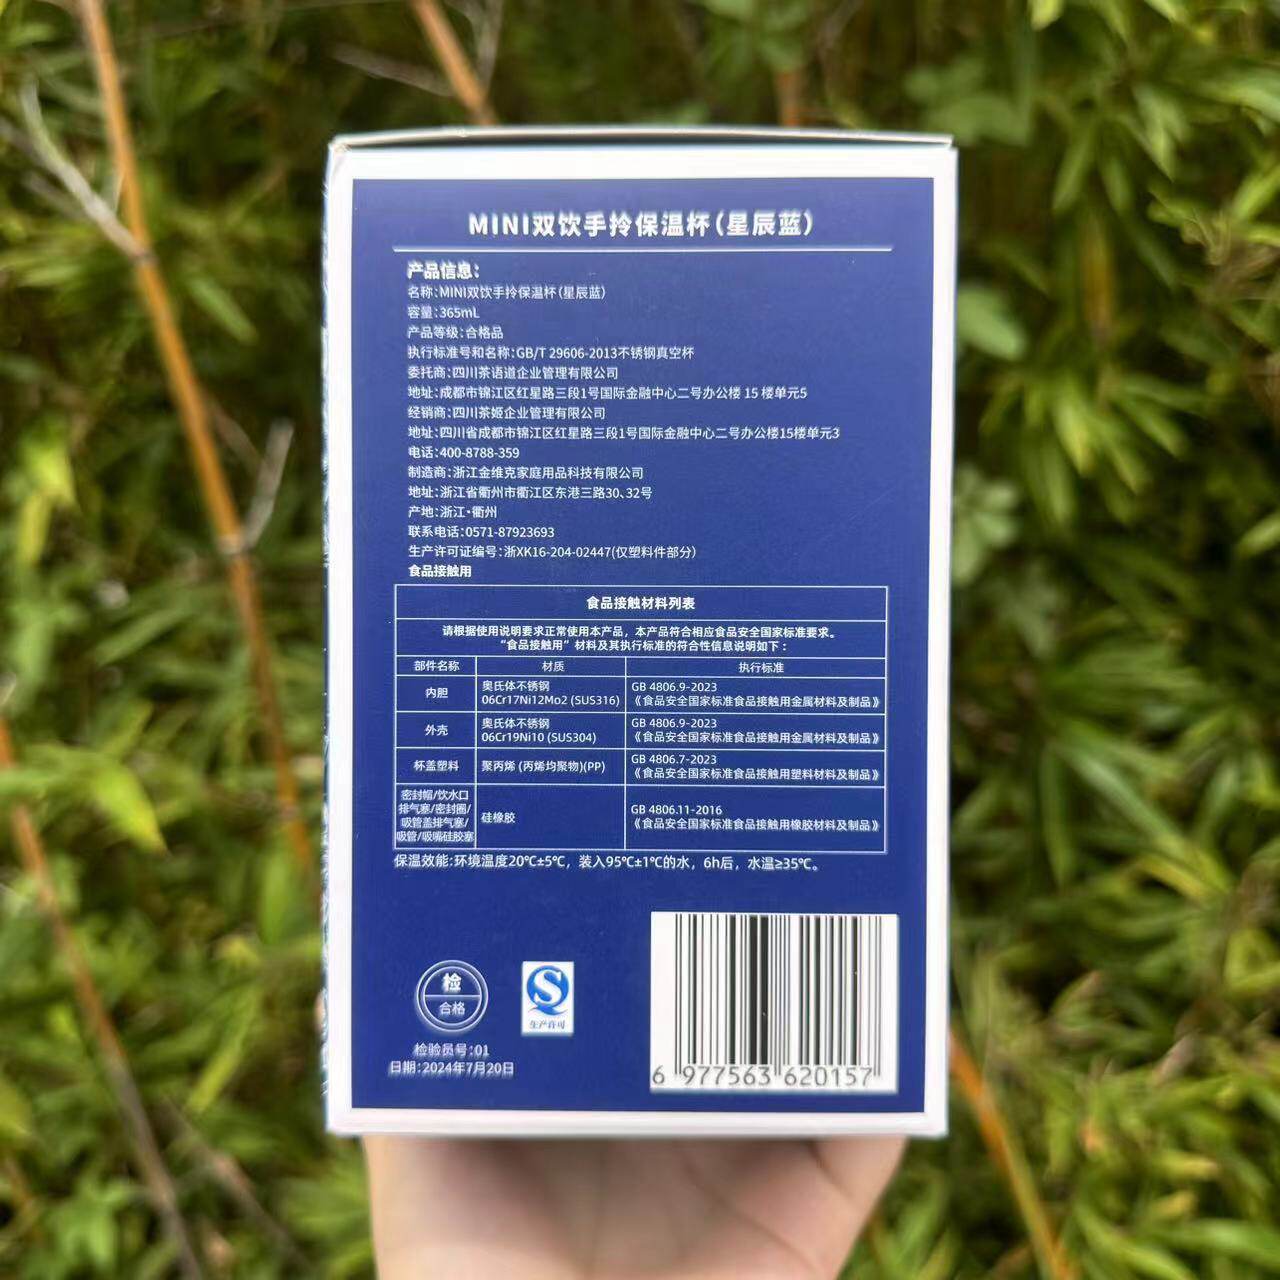 MINI双饮手拎保温杯(星辰蓝)
产品信息:
名称:MINI双饮手拎保温杯(星辰蓝)
容量:365mL
产品等级:合格品
执行标准号和名称:GB/T 29606-2013不锈钢真空杯
委托商:四川茶语道企业管理有限公司
地址:成都市锦江区红星路三段1号国际金融中心二号办公楼 15 楼单元5
经销商:四川茶姬企业管理有限公司
地址:四川省成都市锦江区红星路三段1号国际金融中心二号办公楼15楼单元3
电话:400-8788-359
制造商:浙江金维克家庭用品科技有限公司
地址:浙江省衢州市衢江区东港三路30、32号
产地:浙江·衢州
联系电话:0571-87923693
生产许可证编号:浙XK16-204-02447(仅塑料件部分)
食品接触用
食品接触材料列表
请根据使用说明要求正常使用本产品，本产品符合相应食品安全国家标准要求。
“食品接触用”材料及其执行标准的符合性信息说明如下：
部件名称 材质 执行标准
内胆 奥氏体不锈钢 06Cr17Ni12Mo2 (SUS316) GB 4806.9-2023 《食品安全国家标准食品接触用金属材料及制品》
外壳 奥氏体不锈钢 06Cr19Ni10 (SUS304) GB 4806.9-2023 《食品安全国家标准食品接触用金属材料及制品》
杯盖塑料 聚丙烯 (丙烯均聚物)(PP) GB 4806.7-2023 《食品安全国家标准食品接触用塑料材料及制品》
密封帽/饮水口 排气塞/密封圈/ 吸管盖排气塞/ 吸管/吸嘴硅胶塞 硅橡胶 GB 4806.11-2016 《食品安全国家标准食品接触用橡胶材料及制品》
保温效能:环境温度20℃±5℃，装入95℃±1℃的水，6h后，水温≥35℃。
检
合格
生产许可
检验员号:01
日期:2024年7月20日
6 977563 620157